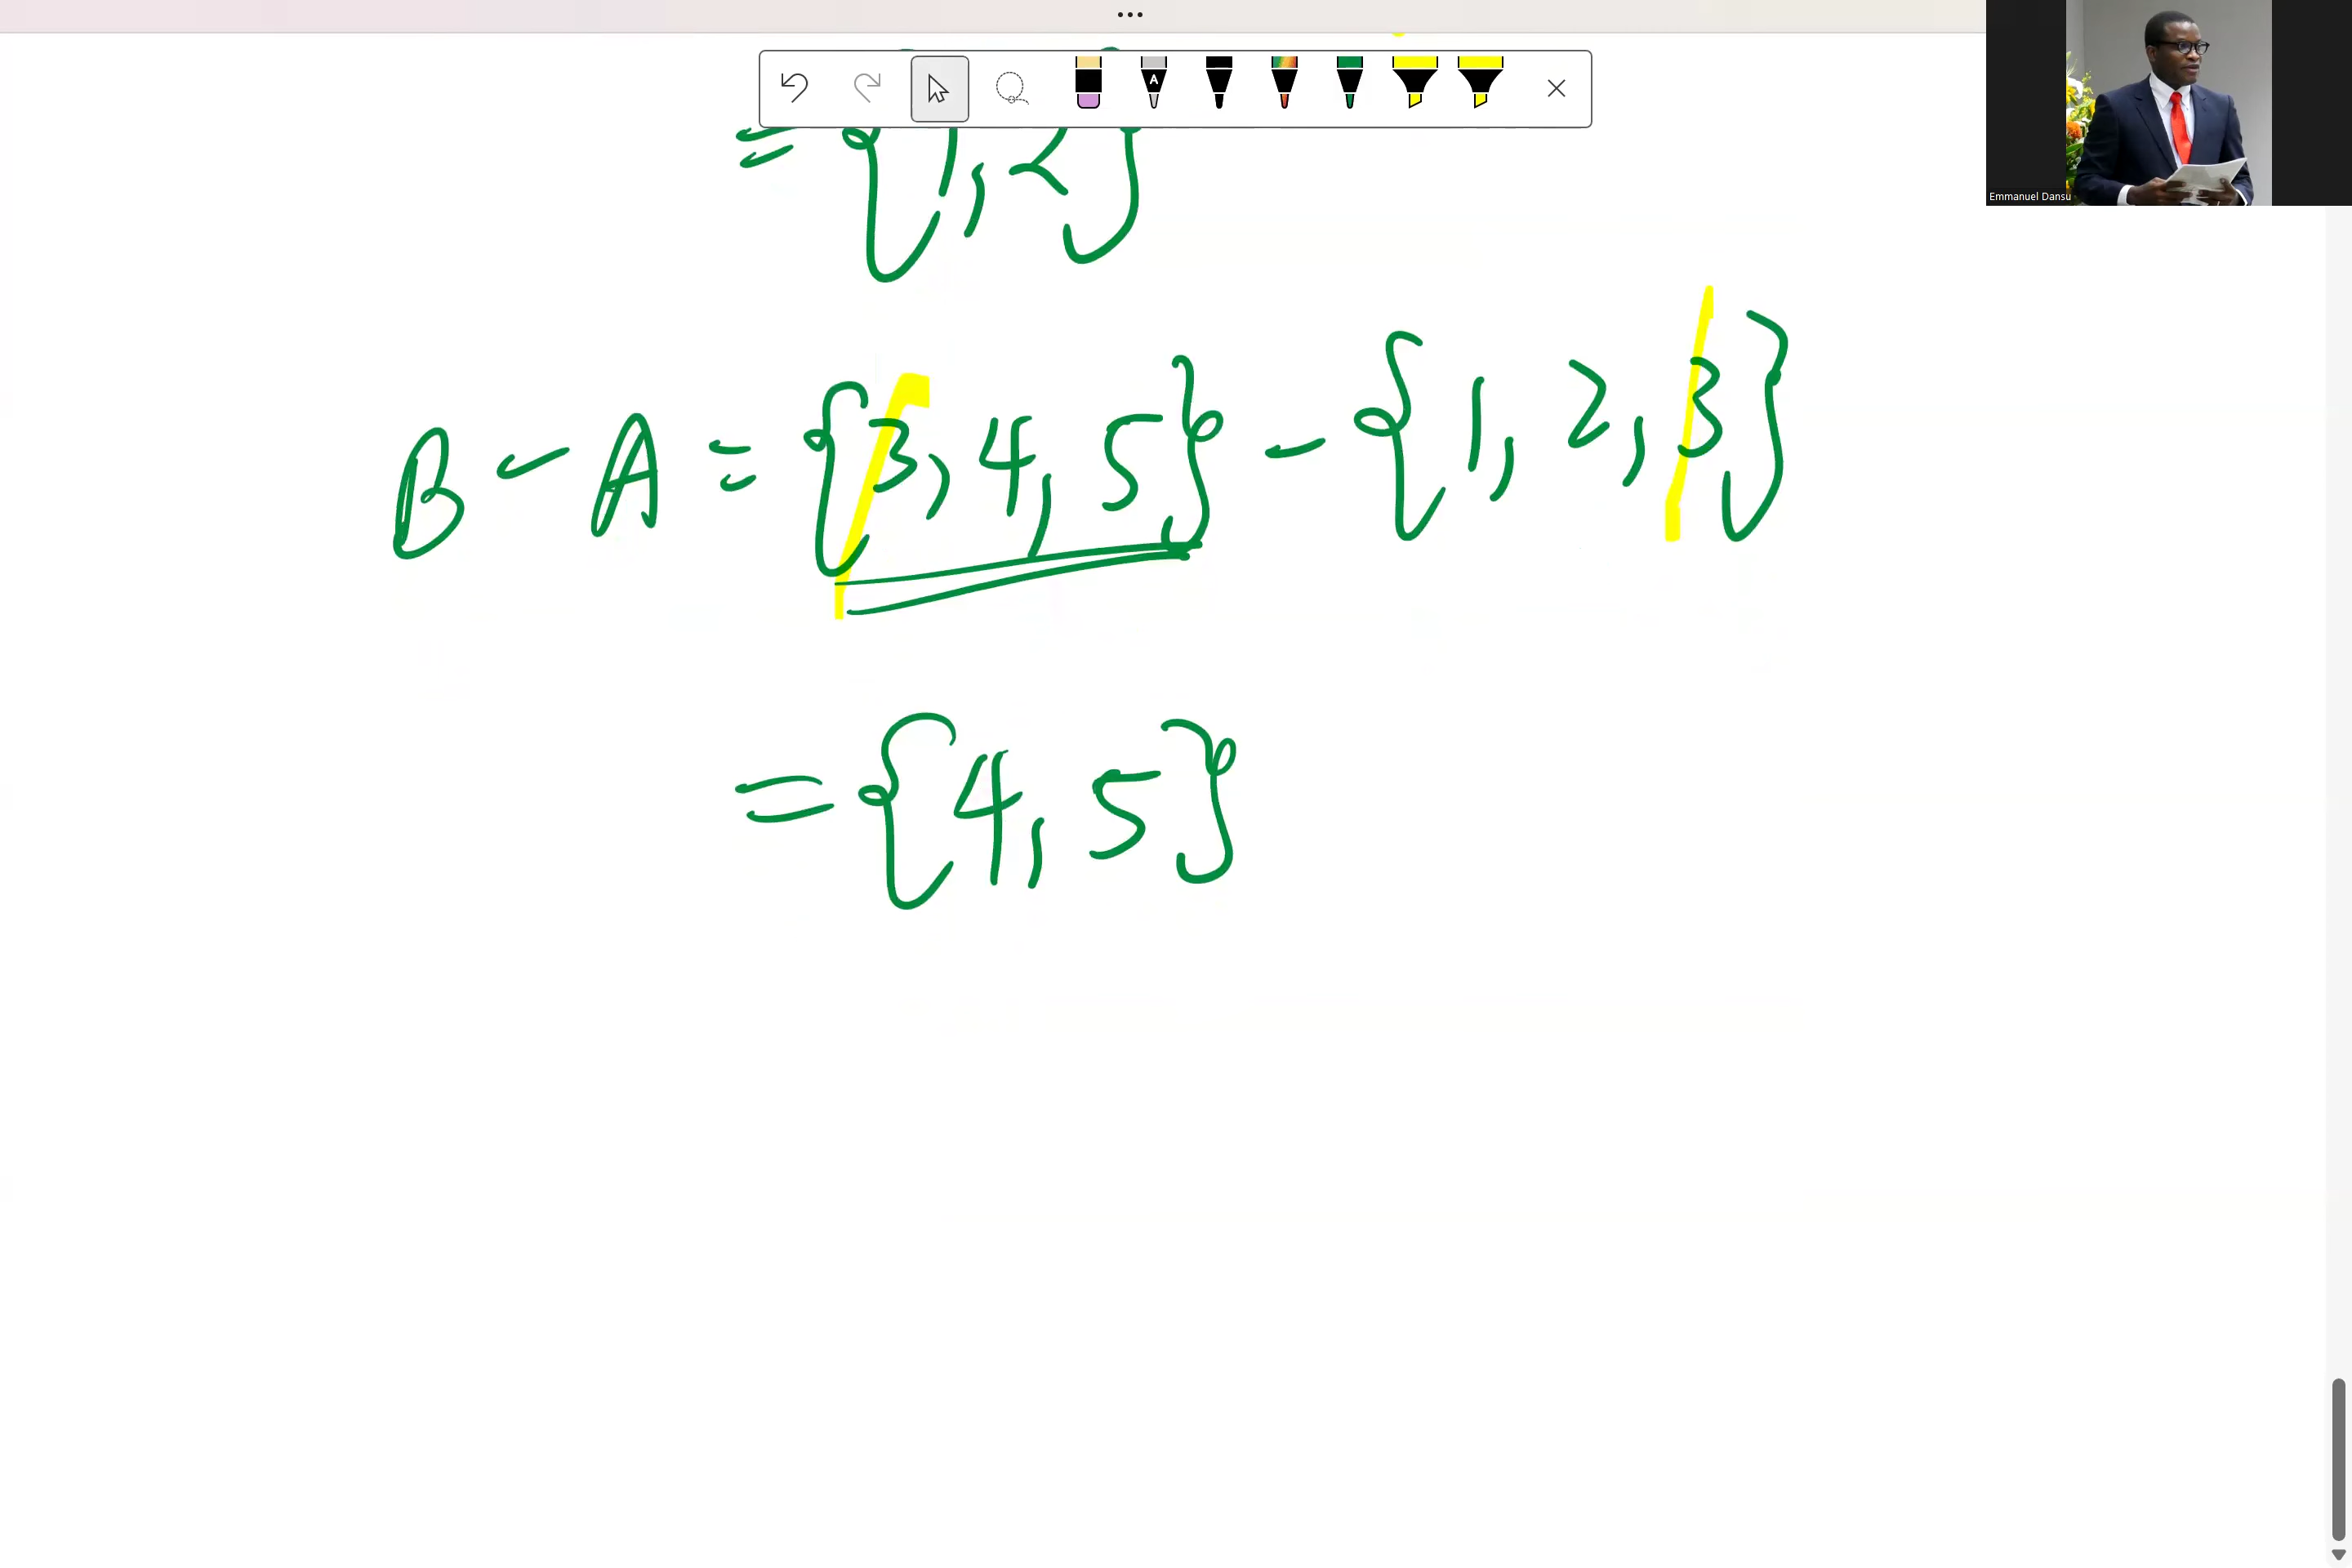 Emmanuel Dansu
= {1, 2}
B - A = {3, 4, 5} - {1, 2, 3}
= {4, 5}